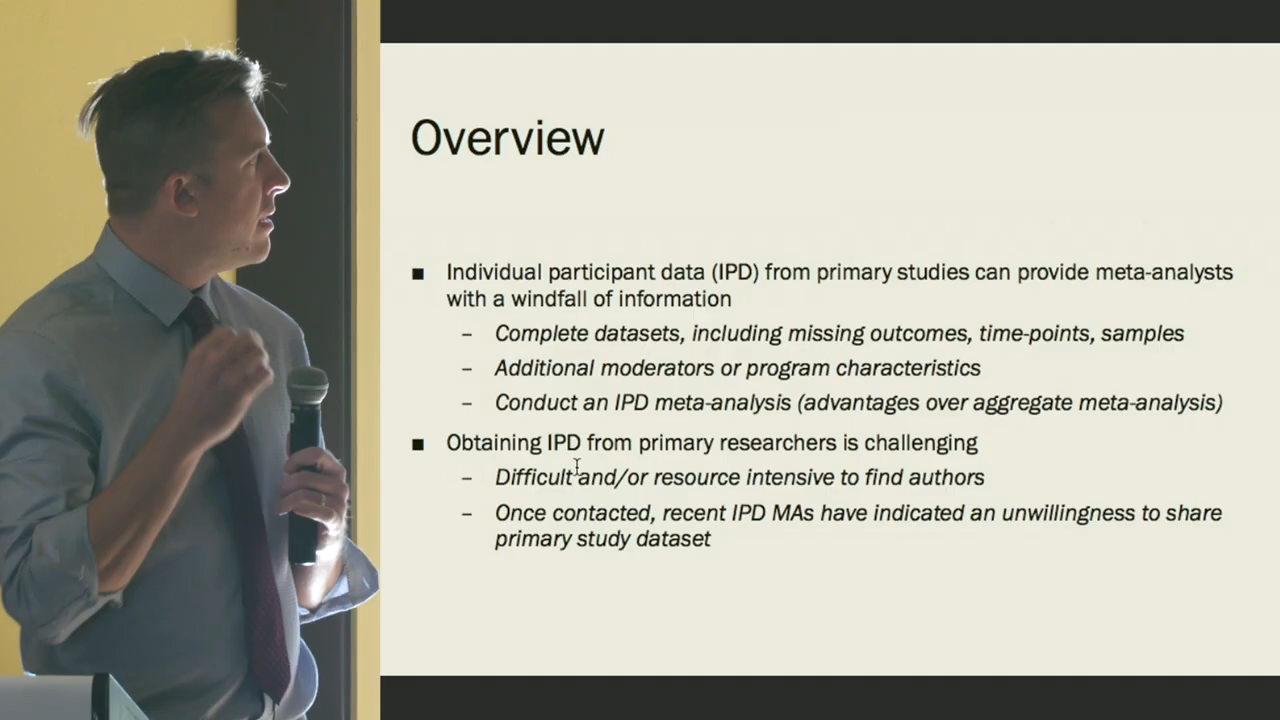 Overview
■ Individual participant data (IPD) from primary studies can provide meta-analysts
with a windfall of information
– Complete datasets, including missing outcomes, time-points, samples
– Additional moderators or program characteristics
– Conduct an IPD meta-analysis (advantages over aggregate meta-analysis)
■ Obtaining IPD from primary researchers is challenging
– Difficult and/or resource intensive to find authors
– Once contacted, recent IPD MAs have indicated an unwillingness to share
primary study dataset